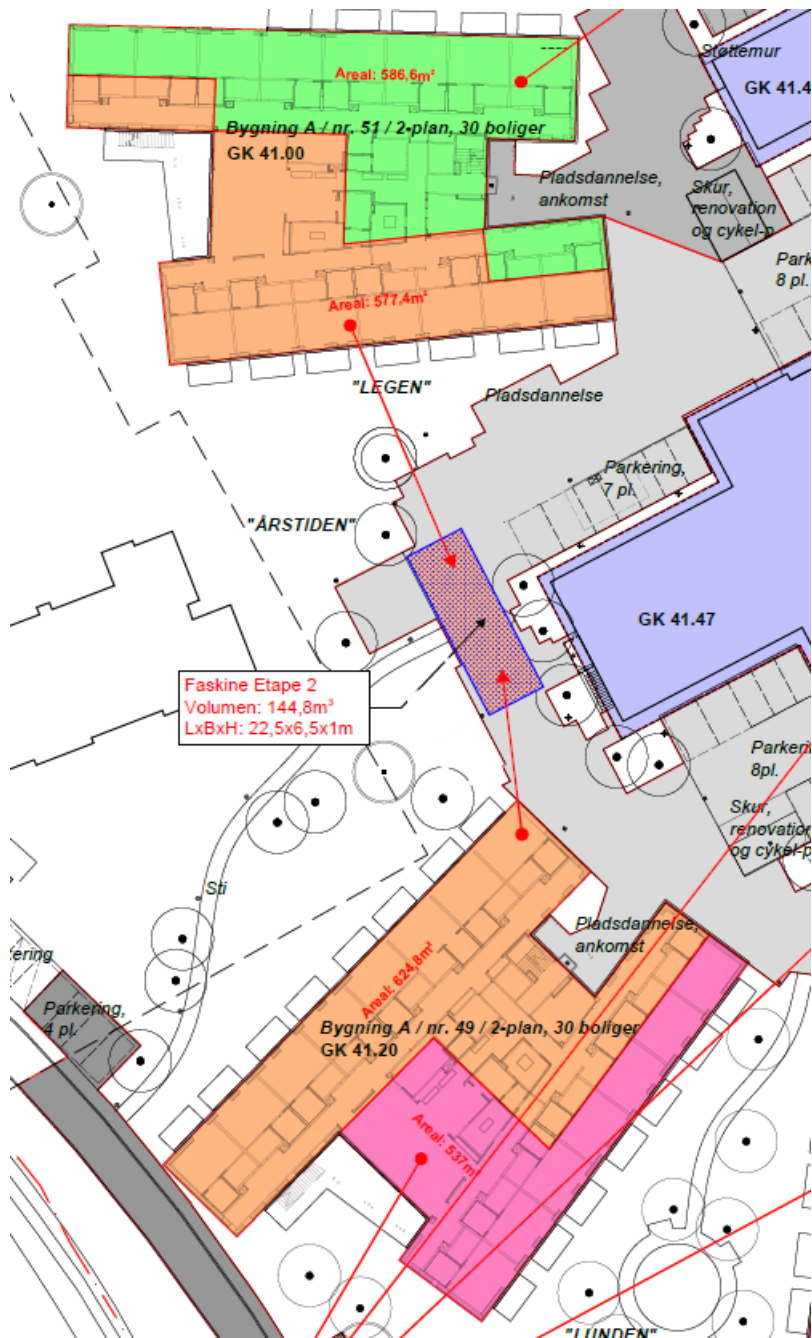 Støttemur
GK 41.4
Areal: 586,6m²
Bygning A / nr. 51 / 2-plan, 30 boliger
GK 41.00
Pladsdannelse,
ankomst
Skur,
renovation
og cykel-p
Park
8 pl.
Areal: 577,4m²
"LEGEN"
Pladsdannelse
Parkering,
7 pl.
"ÅRSTIDEN"
GK 41.47
Faskine Etape 2
Volumen: 144,8m³
LxBxH: 22,5x6,5x1m
Parker
8pl.
Skur,
renovation
og cykel-p
Sti
Pladsdannelse,
ankomst
kering
Areal: 624,8m²
Parkering,
4 pl.
Bygning A / nr. 49 / 2-plan, 30 boliger
GK 41.20
Areal: 537m
"LUNDEN"